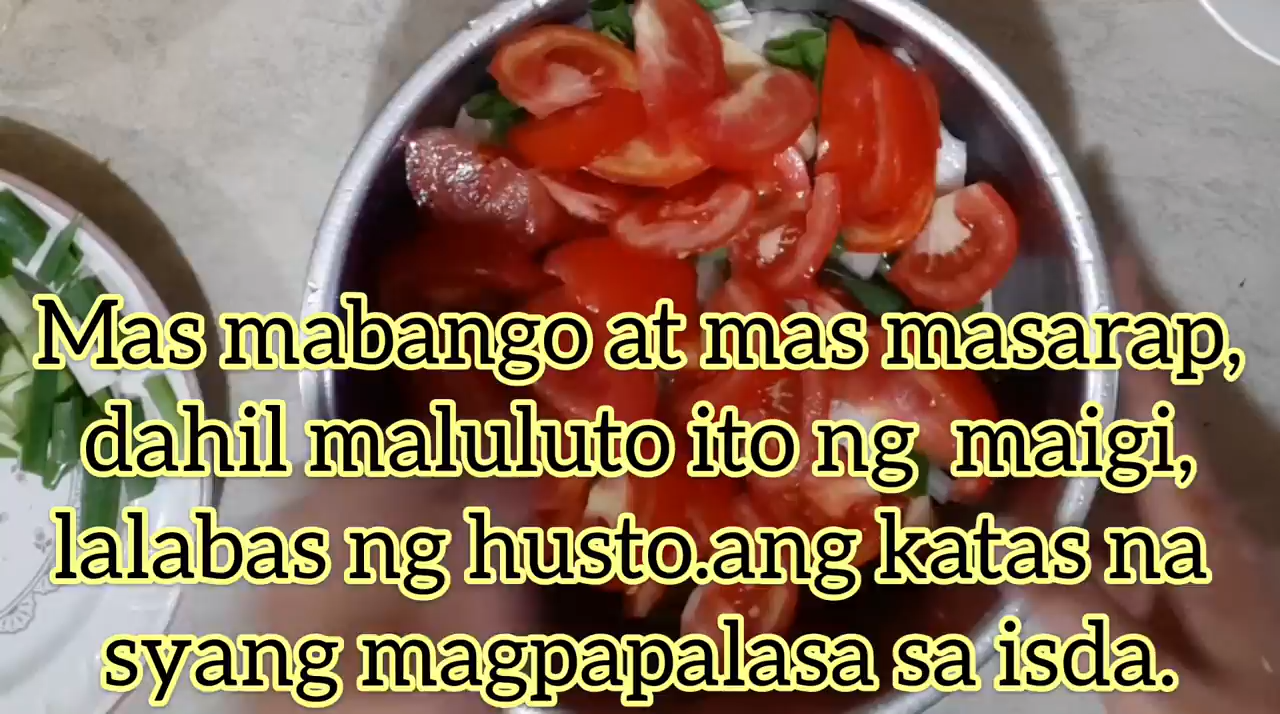 Mas mabango at mas masarap,
dahil maluluto ito ng maigi,
lalabas ng husto.ang katas na
syang magpapalasa sa isda.